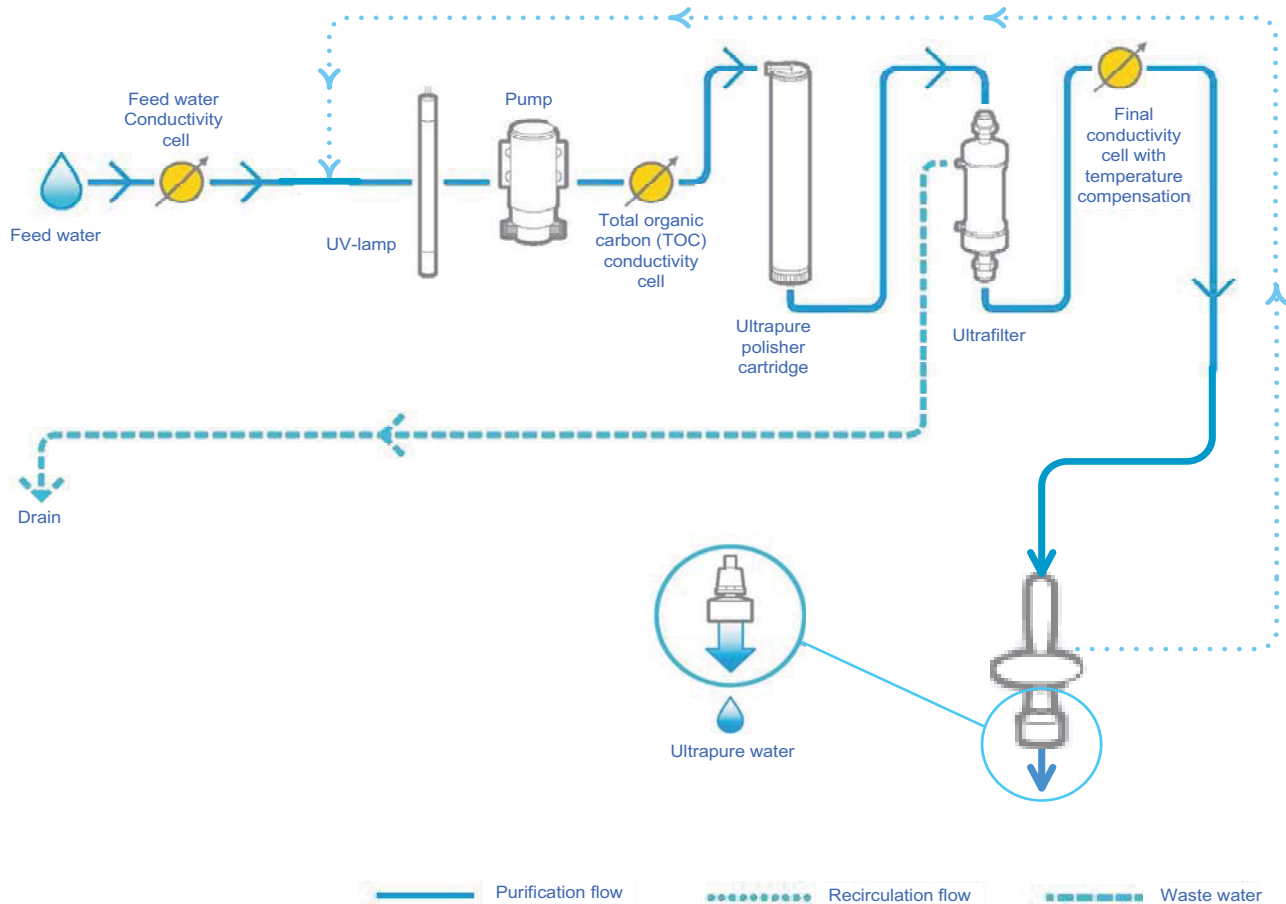 Feed water
Conductivity
cell
Feed water
UV-lamp
Pump
Total organic
carbon (TOC)
conductivity
cell
Ultrapure
polisher
cartridge
Ultrafilter
Final
conductivity
cell with
temperature
compensation
Drain
Ultrapure water
Purification flow
Recirculation flow
Waste water